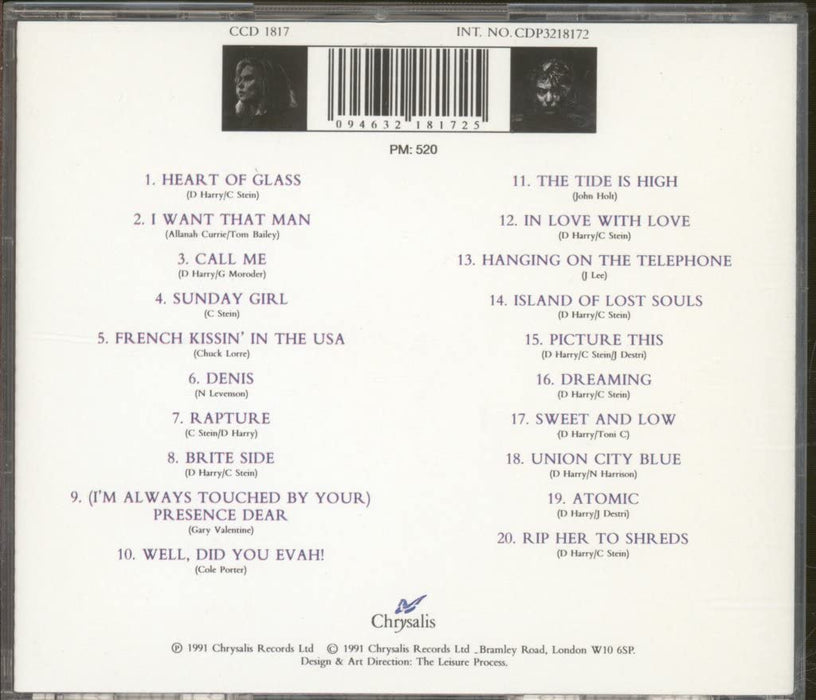 CCD 1817
INT. NO. CDP3218172
094632 181725
PM: 520
1. HEART OF GLASS
(D Harry/C Stein)
2. I WANT THAT MAN
(Allanah Currie/Tom Bailey)
3. CALL ME
(D Harry/G Moroder)
4. SUNDAY GIRL
(C Stein)
5. FRENCH KISSIN' IN THE USA
(Chuck Lorre)
6. DENIS
(N Levenson)
7. RAPTURE
(C Stein/D Harry)
8. BRITE SIDE
(D Harry/C Stein)
9. (I'M ALWAYS TOUCHED BY YOUR)
PRESENCE DEAR
(Gary Valentine)
10. WELL, DID YOU EVAH!
(Cole Porter)
11. THE TIDE IS HIGH
(John Holt)
12. IN LOVE WITH LOVE
(D Harry/C Stein)
13. HANGING ON THE TELEPHONE
(J Lee)
14. ISLAND OF LOST SOULS
(D Harry/C Stein)
15. PICTURE THIS
(D Harry/C Stein/J Destri)
16. DREAMING
(D Harry/C Stein)
17. SWEET AND LOW
(D Harry/Toni C)
18. UNION CITY BLUE
(D Harry/N Harrison)
19. ATOMIC
(D Harry/J Destri)
20. RIP HER TO SHREDS
(D Harry/C Stein)
Chrysalis
℗ 1991 Chrysalis Records Ltd © 1991 Chrysalis Records Ltd . Bramley Road, London W10 6SP.
Design & Art Direction: The Leisure Process.